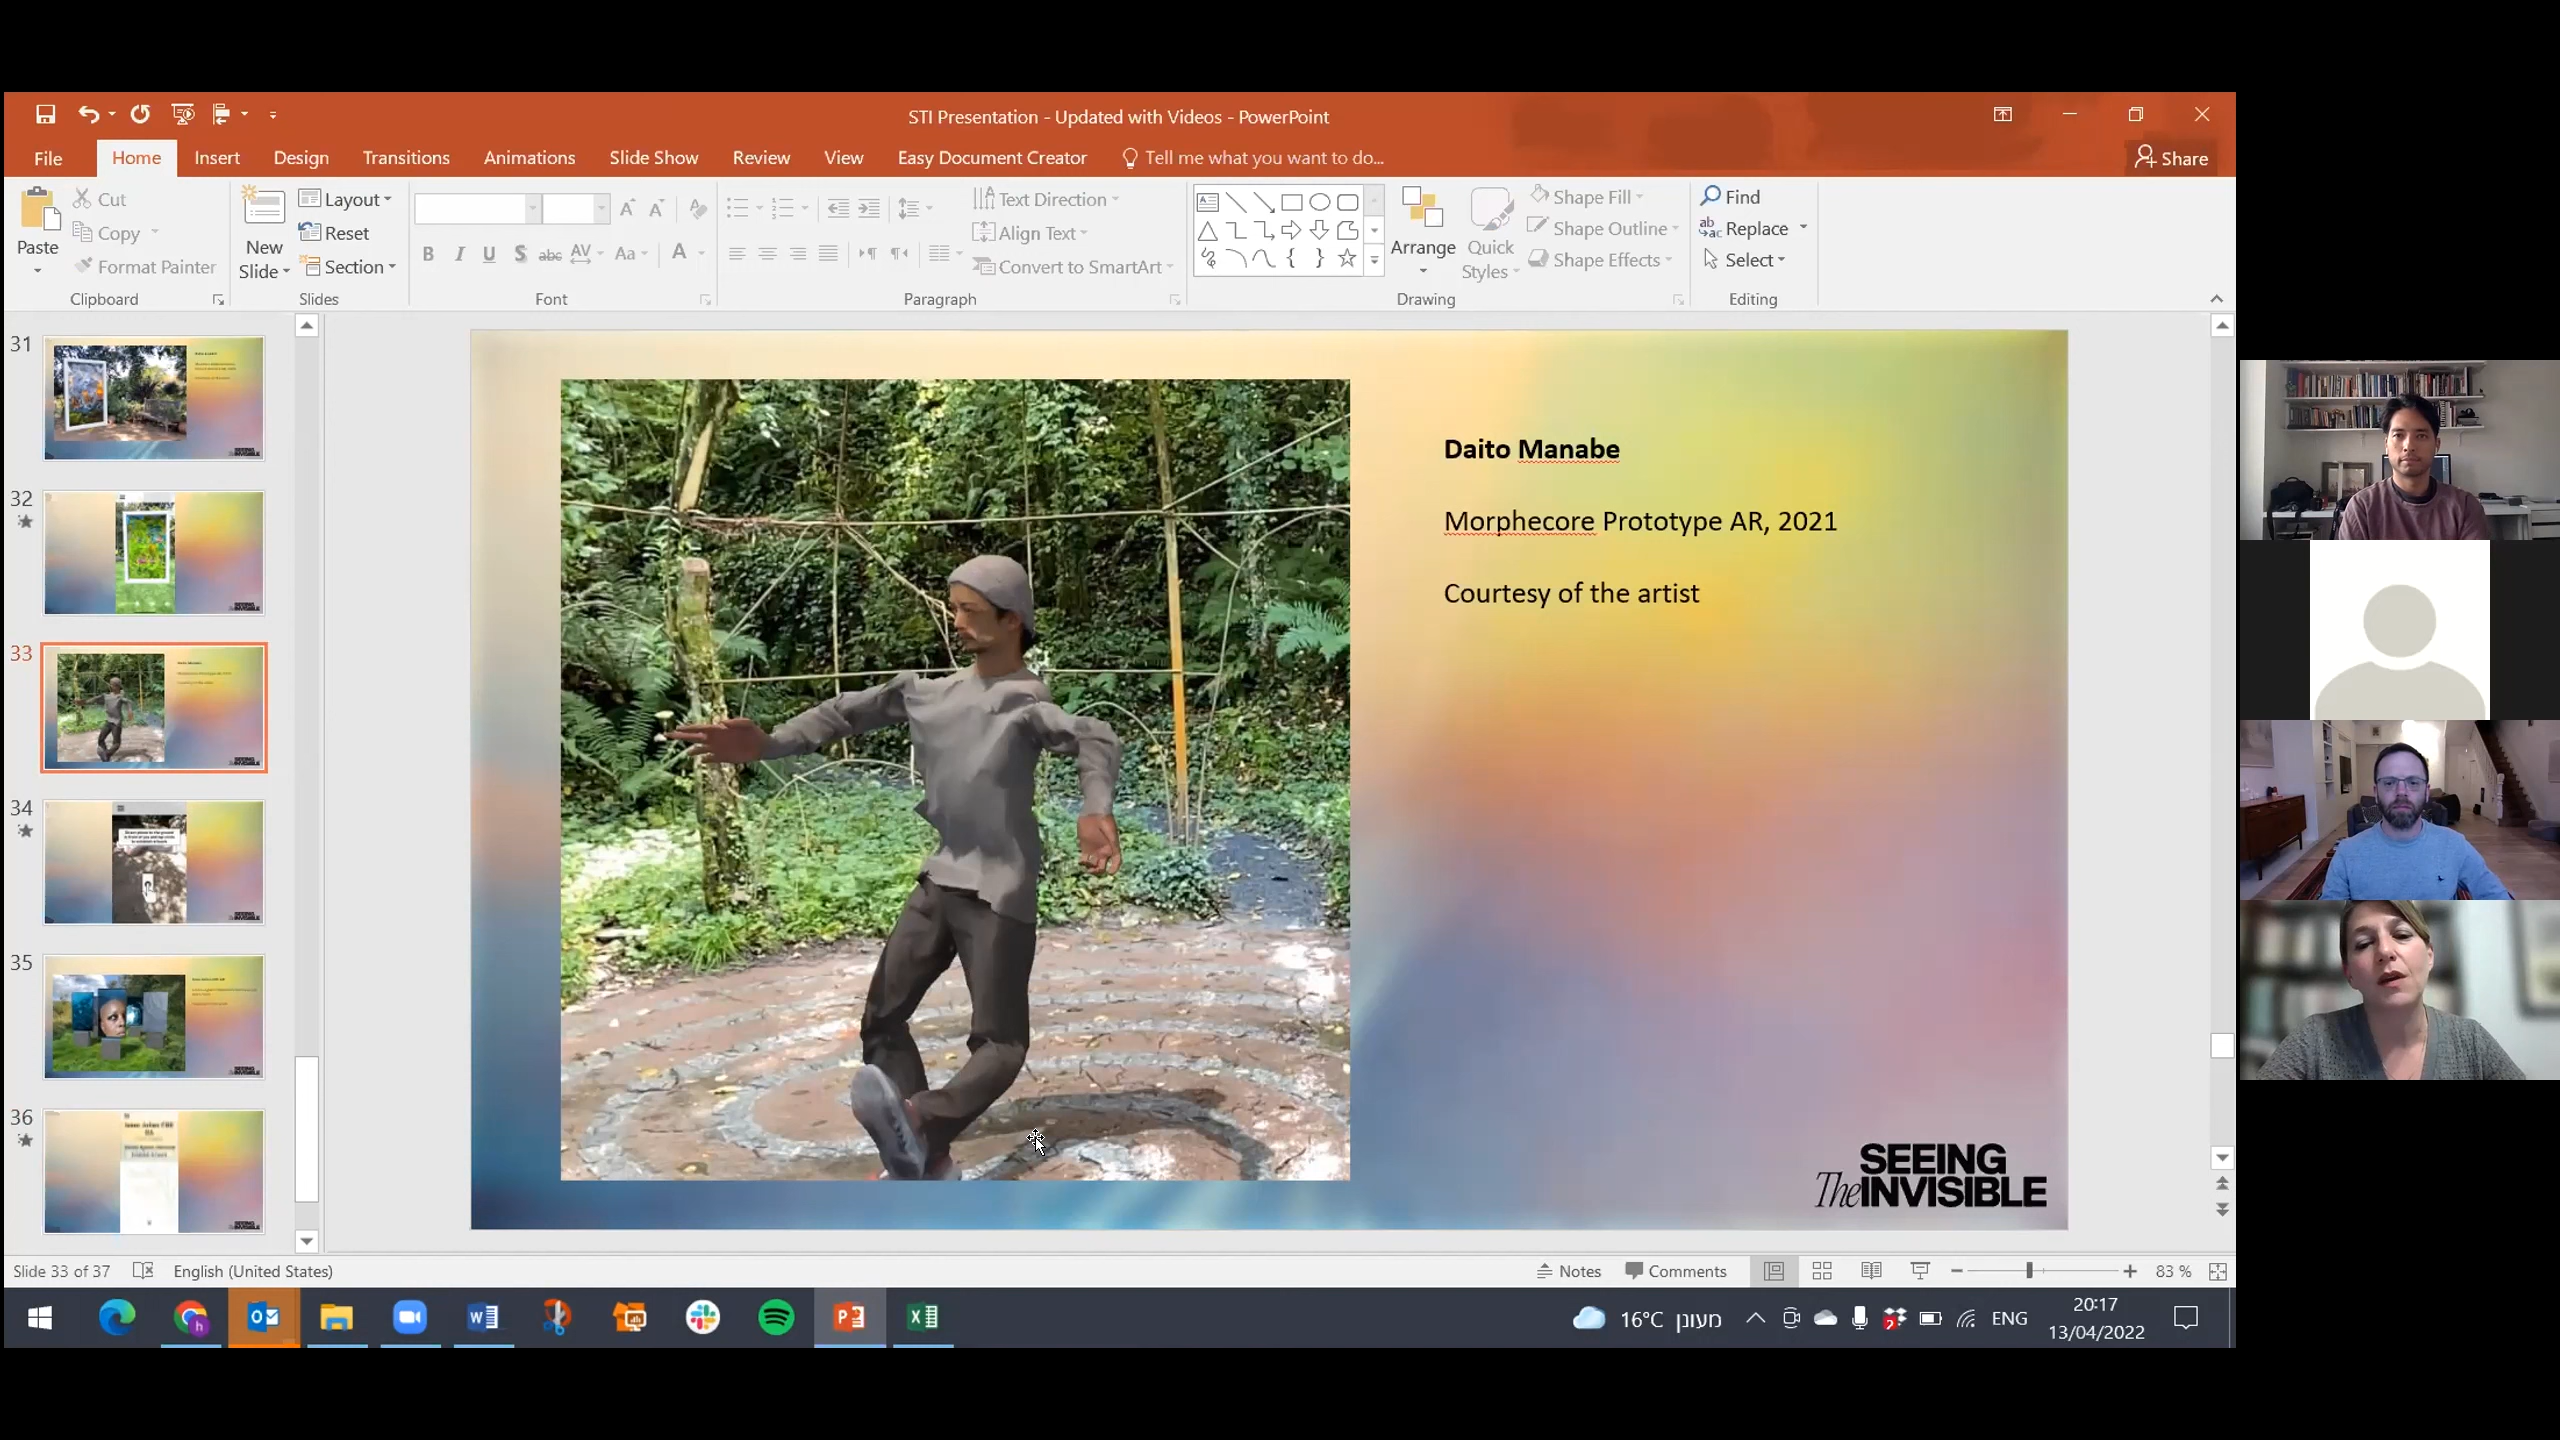 STI Presentation - Updated with Videos - PowerPoint
File Home Insert Design Transitions Animations Slide Show Review View Easy Document Creator Tell me what you want to do... Share
Paste
Cut
Copy
Format Painter
Clipboard
New Slide
Layout
Reset
Section
Slides
B I U S abc AV Aa A
Font
Text Direction
Align Text
Convert to SmartArt
Paragraph
Arrange
Quick Styles
Shape Fill
Shape Outline
Shape Effects
Drawing
Find
Replace
Select
Editing
31
32
33
34
35
36
Daito Manabe
Morphecore Prototype AR, 2021
Courtesy of the artist
SEEING
The INVISIBLE
Slide 33 of 37 English (United States) Notes Comments 83 %
16°C מעונן ENG 20:17
13/04/2022